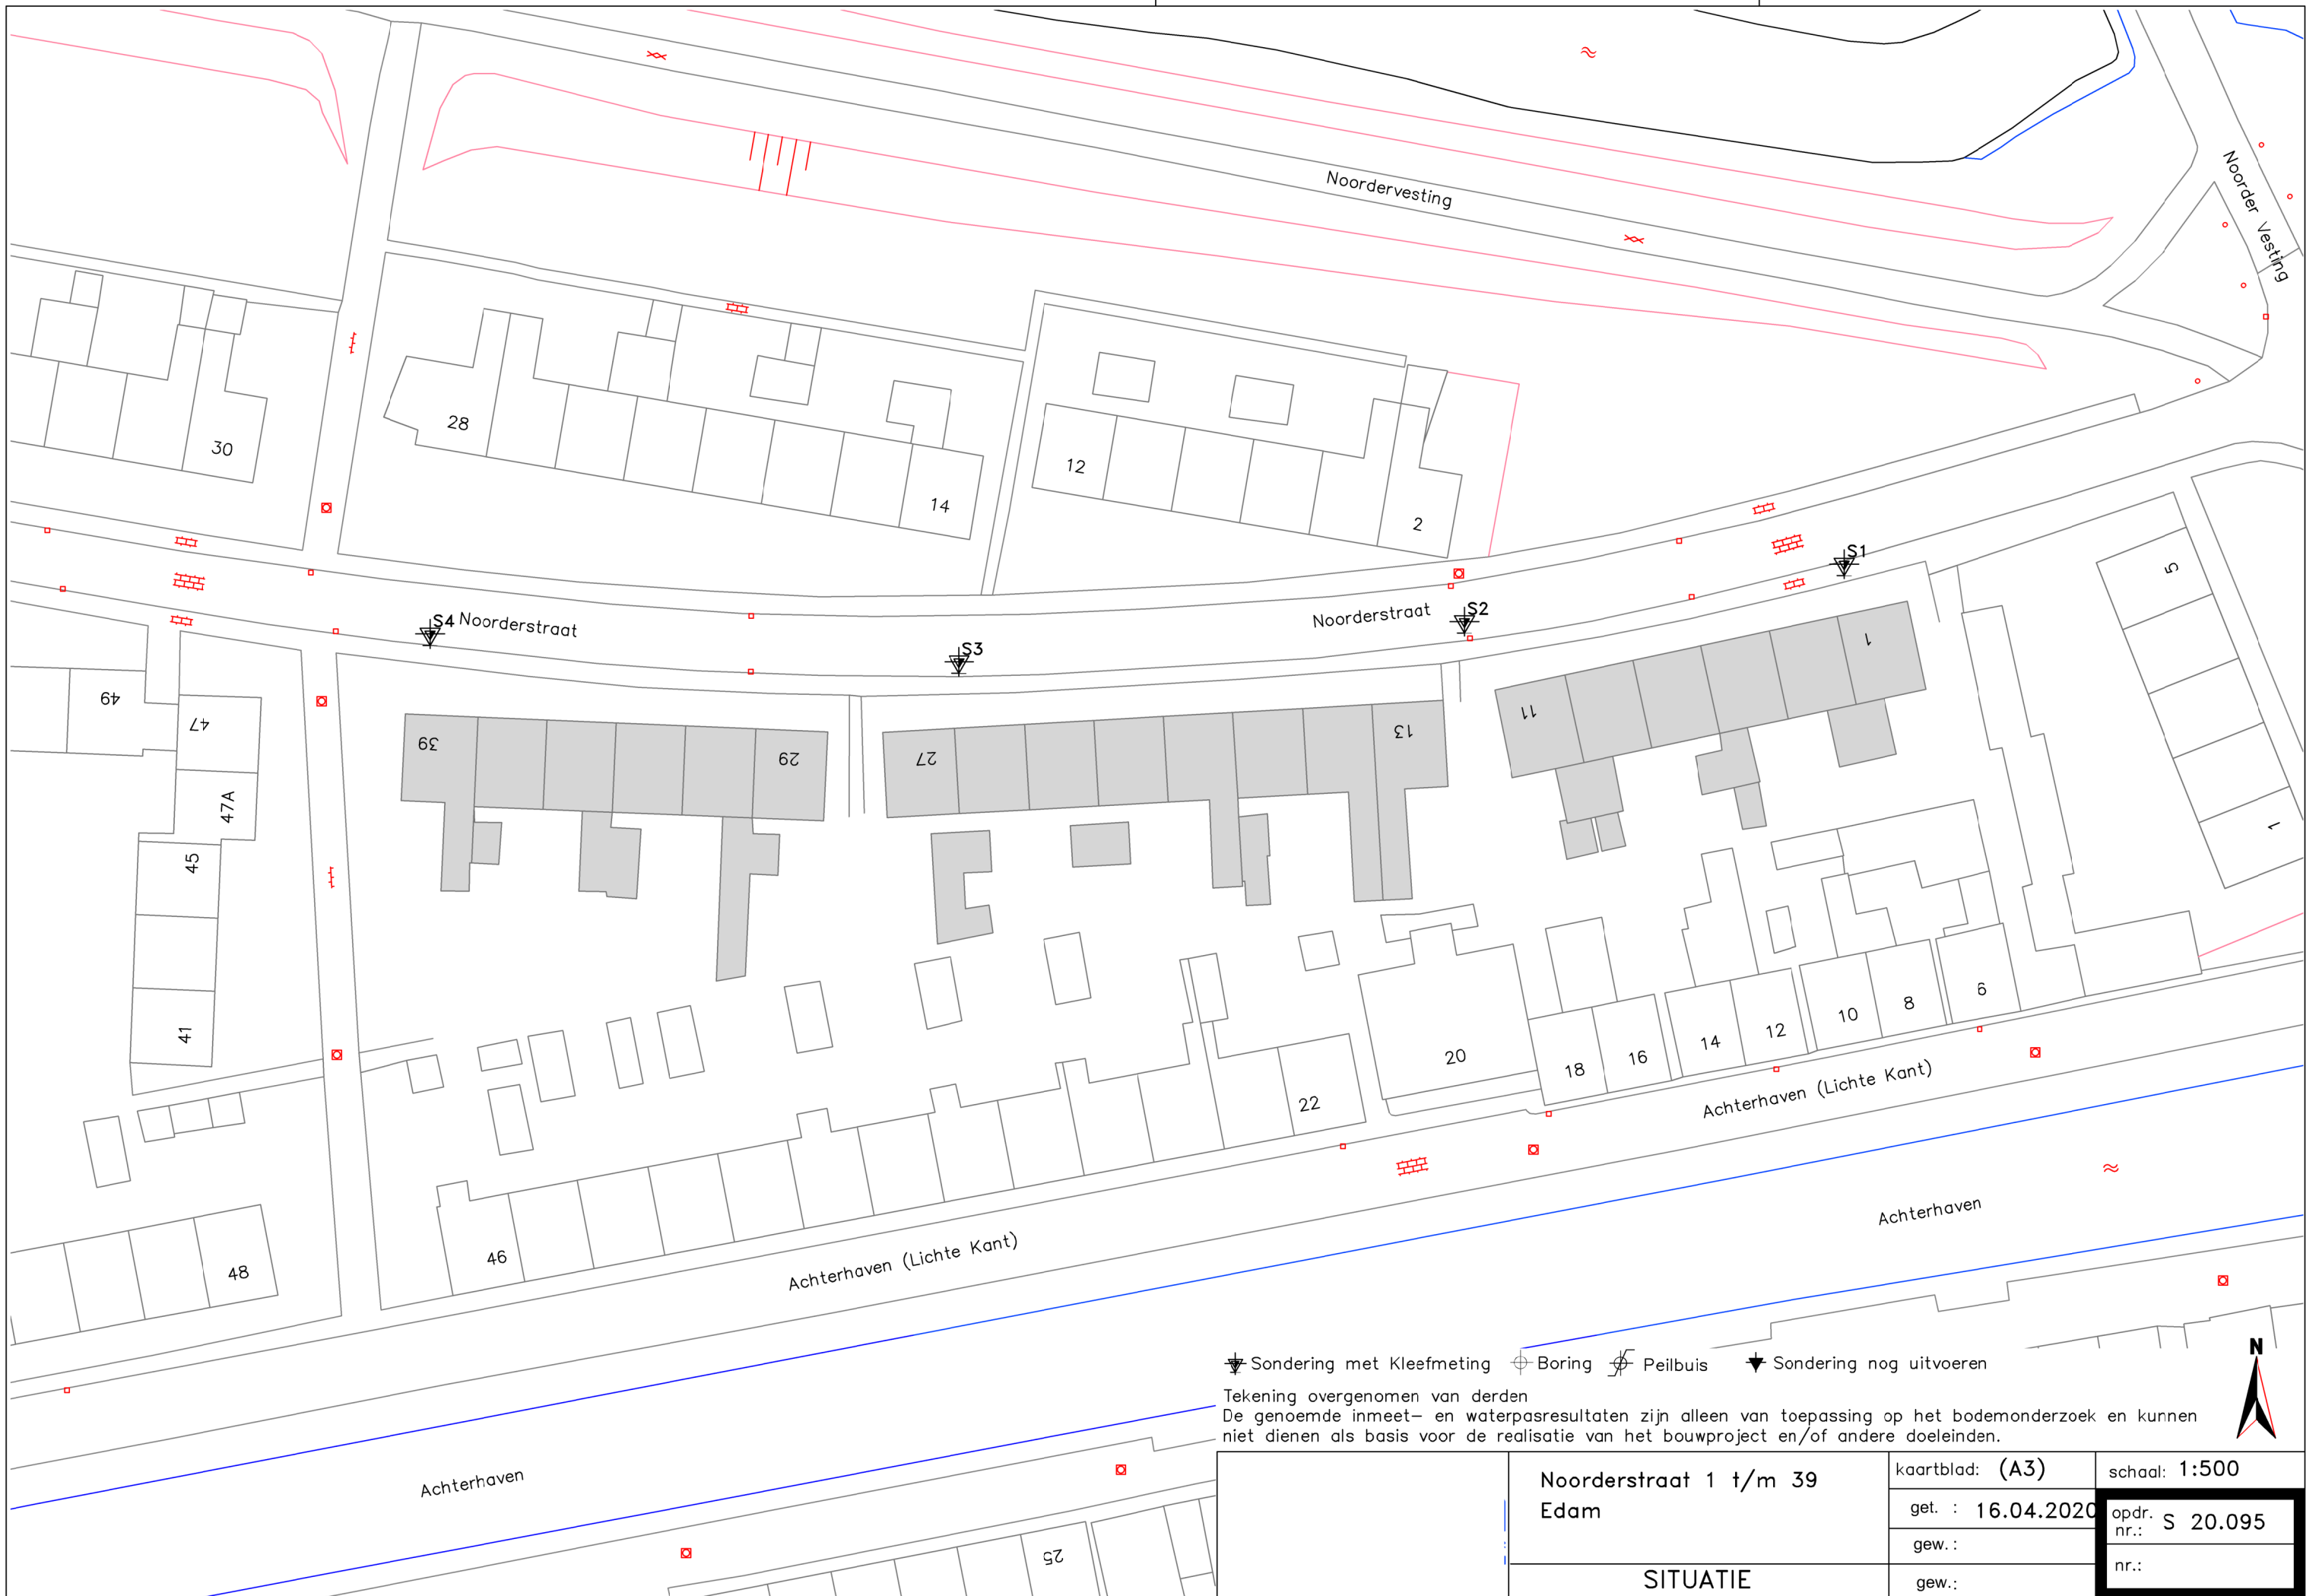 Noordervesting
Noorder Vesting
30
28
14
12
2
5
1
S1
S2
Noorderstraat
S3
S4
Noorderstraat
49
47
47A
45
41
39
29
27
13
11
1
20
18
16
14
12
10
8
6
22
46
48
Achterhaven (Lichte Kant)
Achterhaven (Lichte Kant)
Achterhaven
Achterhaven
25
Sondering met Kleefmeting
Boring
Peilbuis
Sondering nog uitvoeren
N
Tekening overgenomen van derden
De genoemde inmeet- en waterpasresultaten zijn alleen van toepassing op het bodemonderzoek en kunnen
niet dienen als basis voor de realisatie van het bouwproject en/of andere doeleinden.
Noorderstraat 1 t/m 39
Edam
SITUATIE
kaartblad: (A3)
schaal: 1:500
get. : 16.04.2020
gew. :
gew.:
opdr. nr.: S 20.095
nr.: